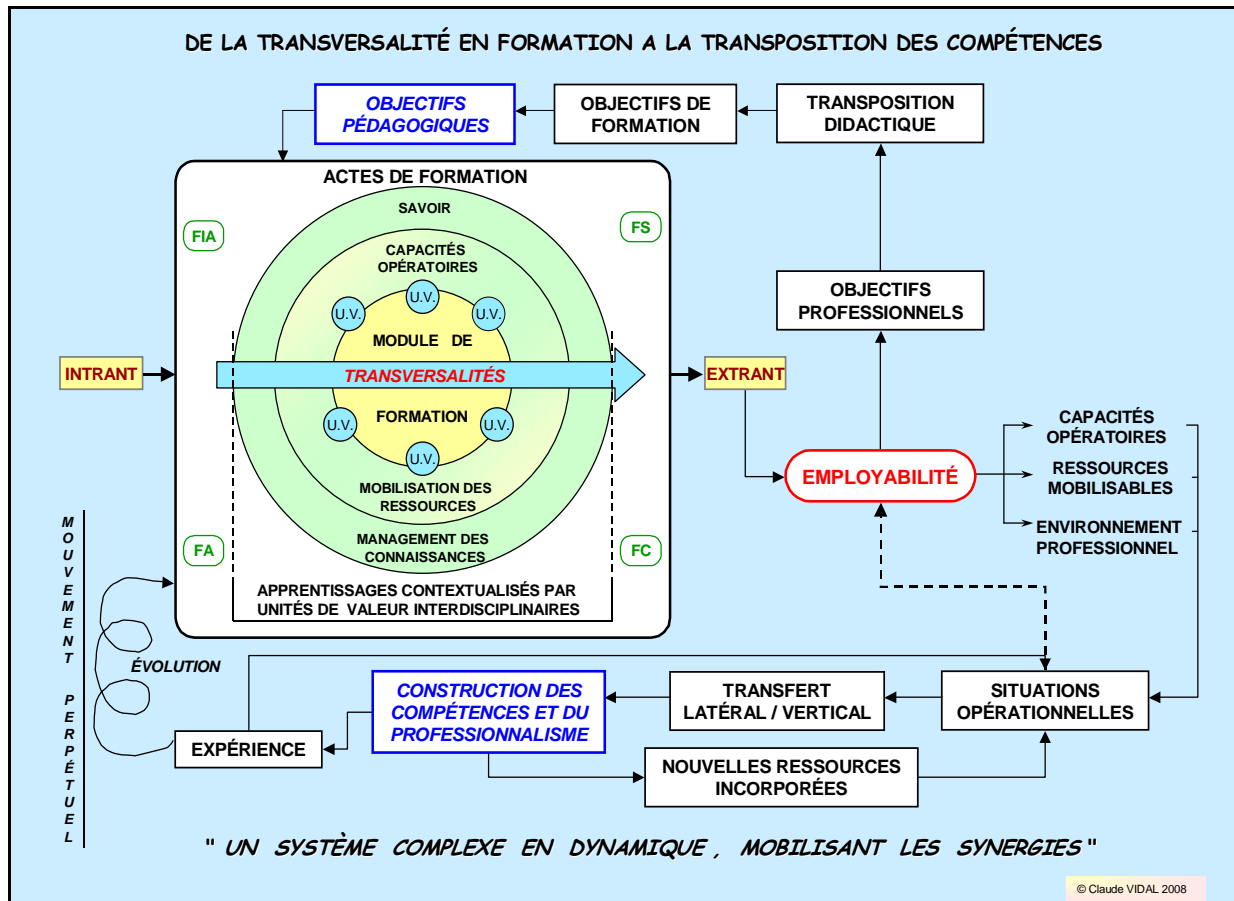 DE LA TRANSVERSALITÉ EN FORMATION A LA TRANSPOSITION DES COMPÉTENCES
OBJECTIFS
PÉDAGOGIQUES
OBJECTIFS DE
FORMATION
TRANSPOSITION
DIDACTIQUE
ACTES DE FORMATION
SAVOIR
FIA
FS
CAPACITÉS
OPÉRATOIRES
U.V.
U.V.
U.V.
MODULE DE
OBJECTIFS
PROFESSIONNELS
INTRANT
TRANSVERSALITÉS
EXTRANT
FORMATION
U.V.
U.V.
U.V.
CAPACITÉS
OPÉRATOIRES
EMPLOYABILITÉ
RESSOURCES
MOBILISABLES
ENVIRONNEMENT
PROFESSIONNEL
MOBILISATION DES
RESSOURCES
MANAGEMENT DES
CONNAISSANCES
FA
FC
APPRENTISSAGES CONTEXTUALISÉS PAR
UNITÉS DE VALEUR INTERDISCIPLINAIRES
MOUVEMENT PERPÉTUEL
ÉVOLUTION
CONSTRUCTION DES
COMPÉTENCES ET DU
PROFESSIONNALISME
TRANSFERT
LATÉRAL / VERTICAL
SITUATIONS
OPÉRATIONNELLES
EXPÉRIENCE
NOUVELLES RESSOURCES
INCORPORÉES
" UN SYSTÈME COMPLEXE EN DYNAMIQUE , MOBILISANT LES SYNERGIES "
© Claude VIDAL 2008